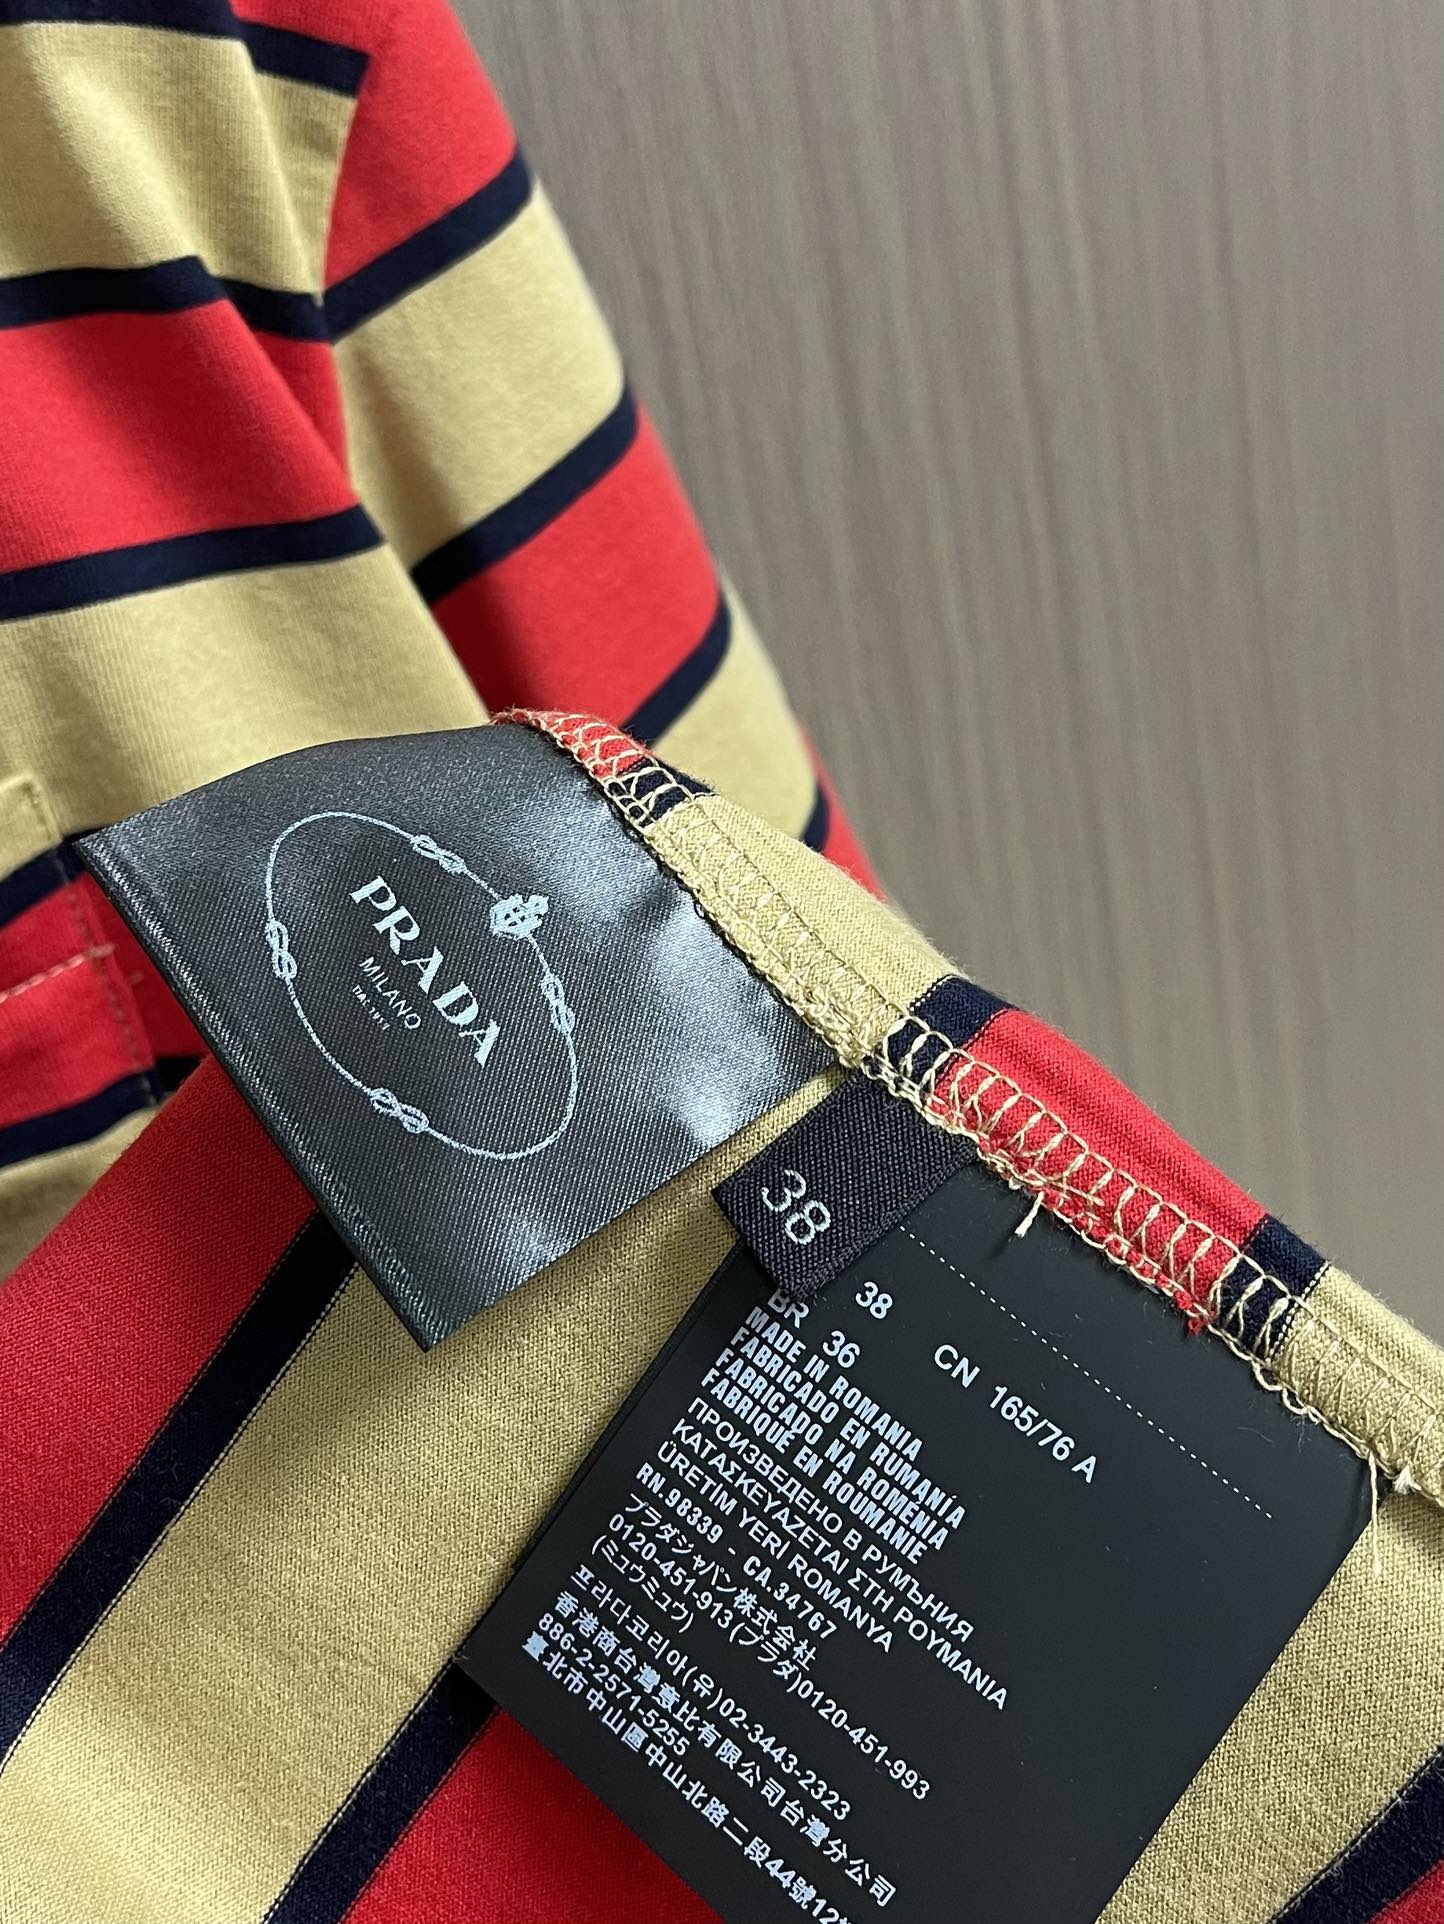 PRADA
MILANO
38
38
BR 36
CN 165/76 A
MADE IN ROMANIA
FABRICADO EN RUMANÍA
FABRICADO NA ROMÊNIA
FABRIQUÉ EN ROUMANIE
ПРОИЗВЕДЕНО В РУМЪНИЯ
ΚΑΤΑΣΚΕΥΑΖΕΤΑΙ ΣΤΗ ΡΟΥΜΑΝΙΑ
ÜRETİM YERİ ROMANYA
RN.98339 - CA.34767
プラダジャパン株式会社
0120-451-913(プラダ)0120-451-993
(ミュウミュウ)
프라다코리아(유)02-3443-2323
香港商台灣普比有限公司台灣分公司
886-2-2571-5255
臺北市中山區中山北路二段44號12